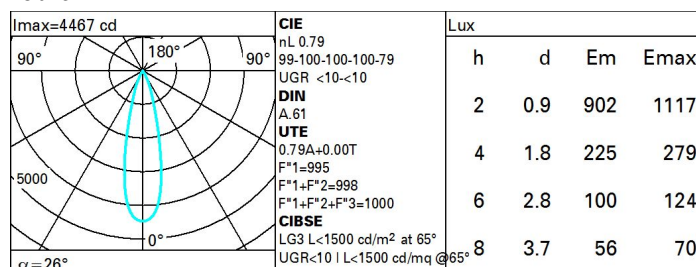 Imax=4467 cd
90°
180°
90°
5000
0°
α=26°
CIE
nL 0.79
99-100-100-100-79
UGR <10-<10
DIN
A.61
UTE
0.79A+0.00T
F"1=995
F"1+F"2=998
F"1+F"2+F"3=1000
CIBSE
LG3 L<1500 cd/m² at 65°
UGR<10 | L<1500 cd/mq @65°
Lux
h d Em Emax
2 0.9 902 1117
4 1.8 225 279
6 2.8 100 124
8 3.7 56 70